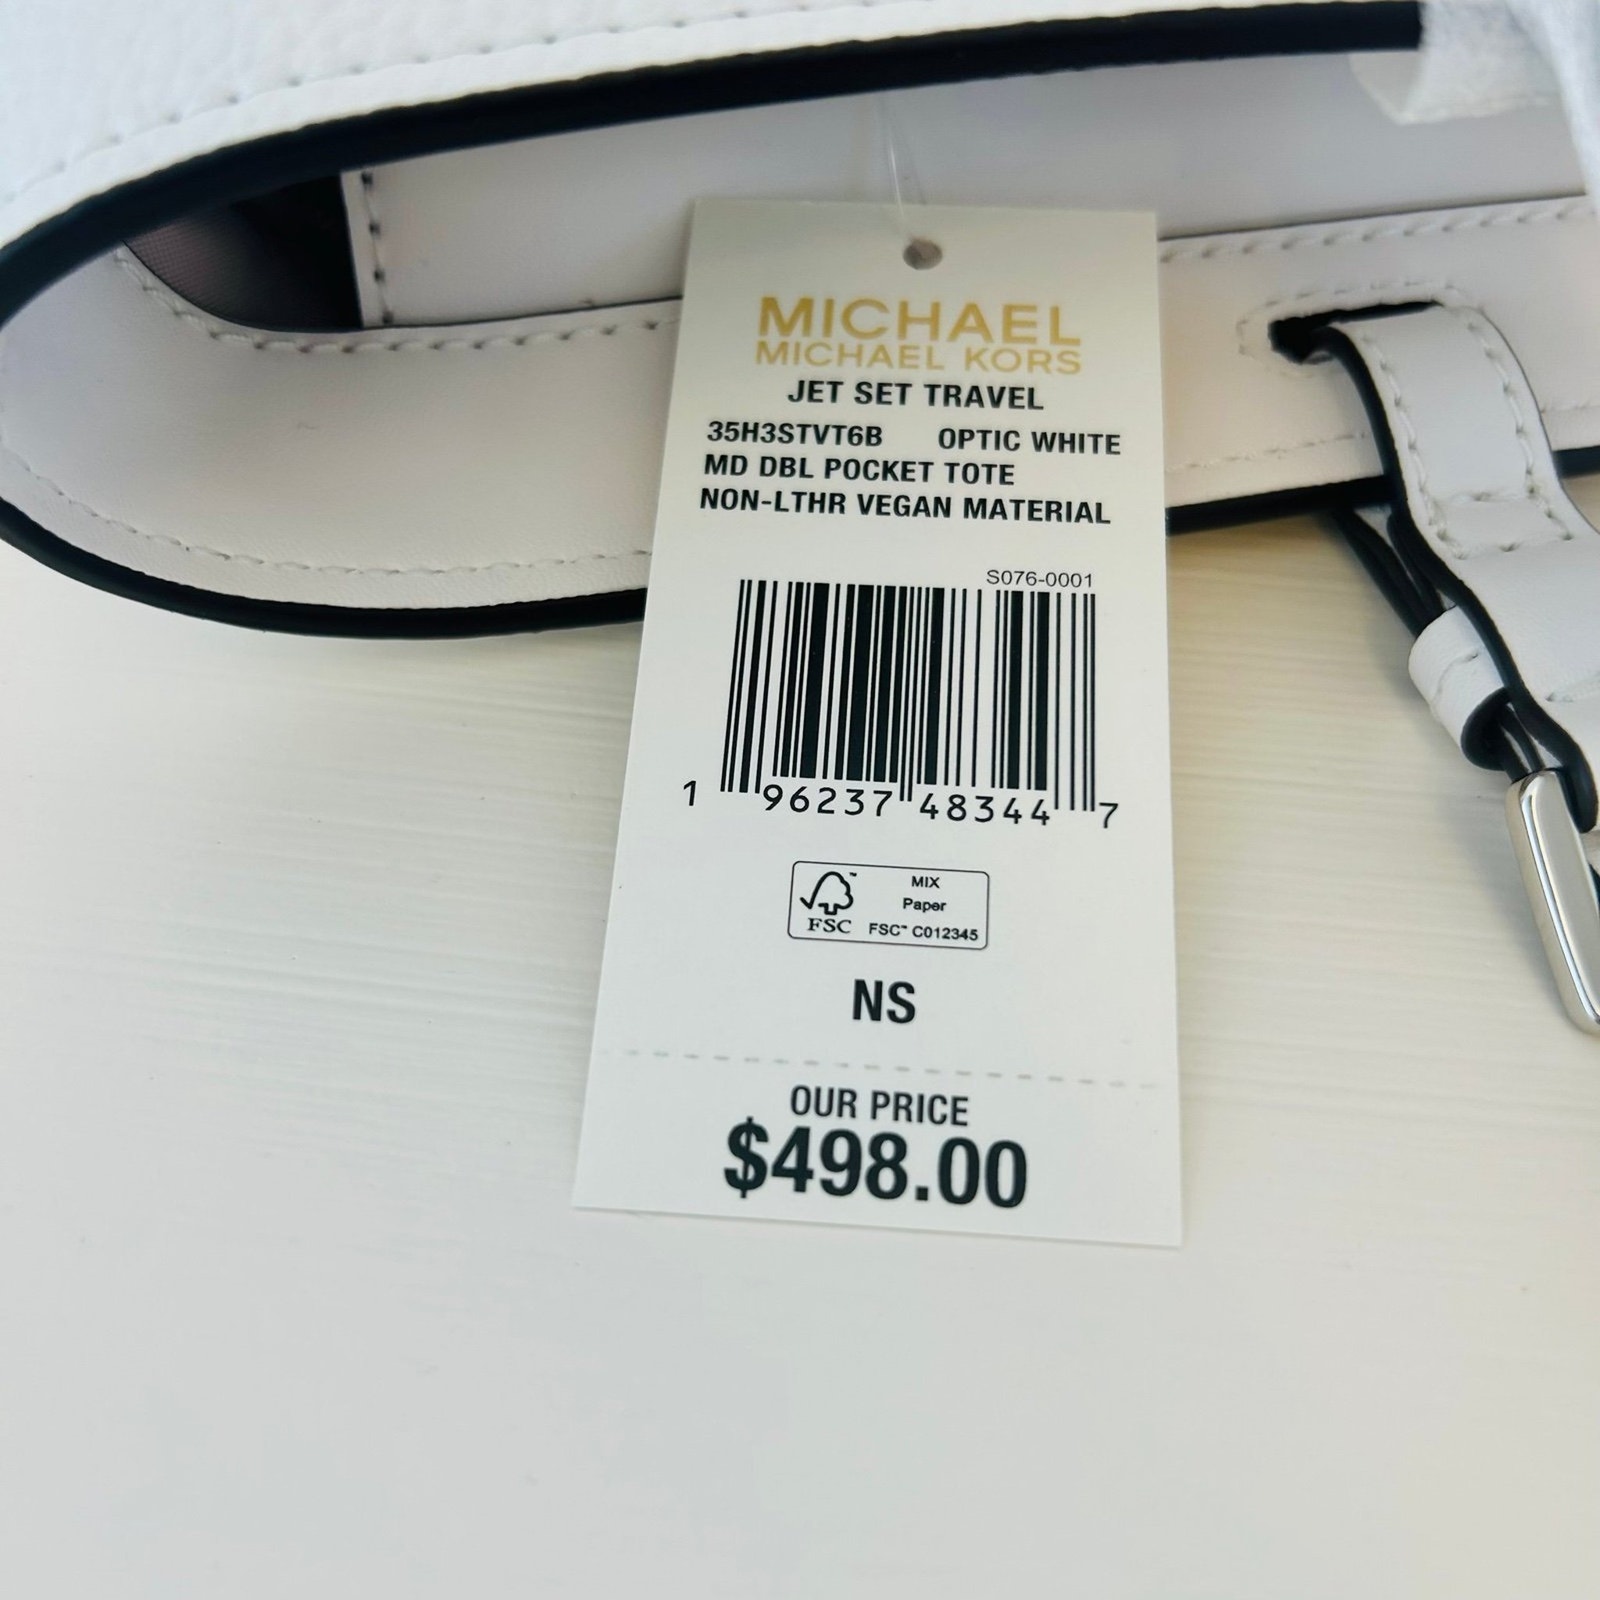 MICHAEL
MICHAEL KORS
JET SET TRAVEL
35H3STVT6B OPTIC WHITE
MD DBL POCKET TOTE
NON-LTHR VEGAN MATERIAL
S076-0001
1 96237 48344 7
FSC
MIX
Paper
FSC™ C012345
NS
OUR PRICE
$498.00